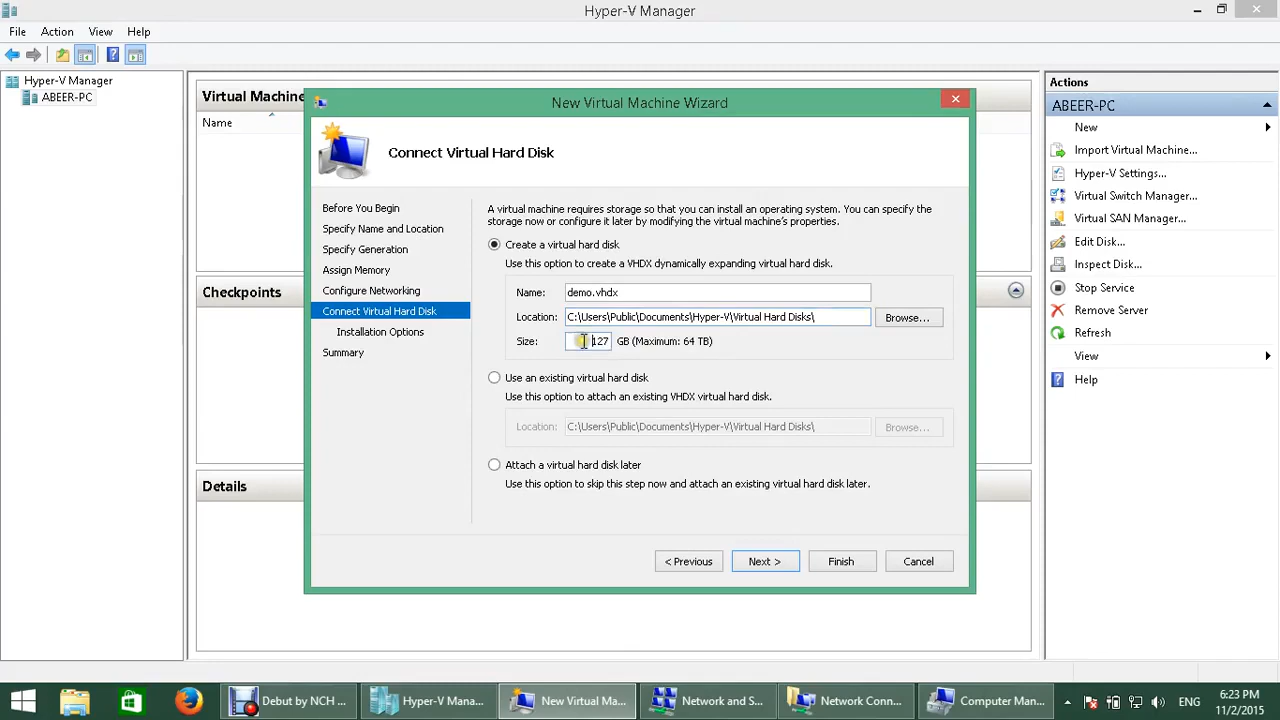 Hyper-V Manager
File Action View Help
Hyper-V Manager
ABEER-PC
Virtual Machine
Name
Checkpoints
Details
New Virtual Machine Wizard
Connect Virtual Hard Disk
Before You Begin
Specify Name and Location
Specify Generation
Assign Memory
Configure Networking
Connect Virtual Hard Disk
Installation Options
Summary
A virtual machine requires storage so that you can install an operating system. You can specify the
storage now or configure it later by modifying the virtual machine's properties.
Create a virtual hard disk
Use this option to create a VHDX dynamically expanding virtual hard disk.
Name: demo.vhdx
Location: C:\Users\Public\Documents\Hyper-V\Virtual Hard Disks\ Browse...
Size: 127 GB (Maximum: 64 TB)
Use an existing virtual hard disk
Use this option to attach an existing VHDX virtual hard disk.
Location: C:\Users\Public\Documents\Hyper-V\Virtual Hard Disks\ Browse...
Attach a virtual hard disk later
Use this option to skip this step now and attach an existing virtual hard disk later.
< Previous Next > Finish Cancel
Actions
ABEER-PC
New
Import Virtual Machine...
Hyper-V Settings...
Virtual Switch Manager...
Virtual SAN Manager...
Edit Disk...
Inspect Disk...
Stop Service
Remove Server
Refresh
View
Help
Debut by NCH ... Hyper-V Mana... New Virtual Ma... Network and S... Network Conn... Computer Man... ENG 6:23 PM
11/2/2015